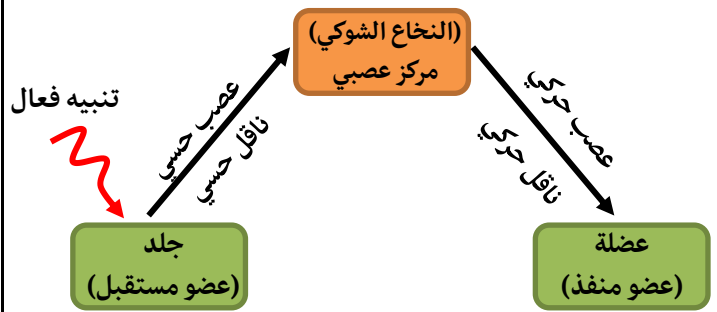 (النخاع الشوكي)
مركز عصبي
تنبيه فعال
عصب حسي
ناقل حسي
عصب حركي
ناقل حركي
جلد
(عضو مستقبل)
عضلة
(عضو منفذ)